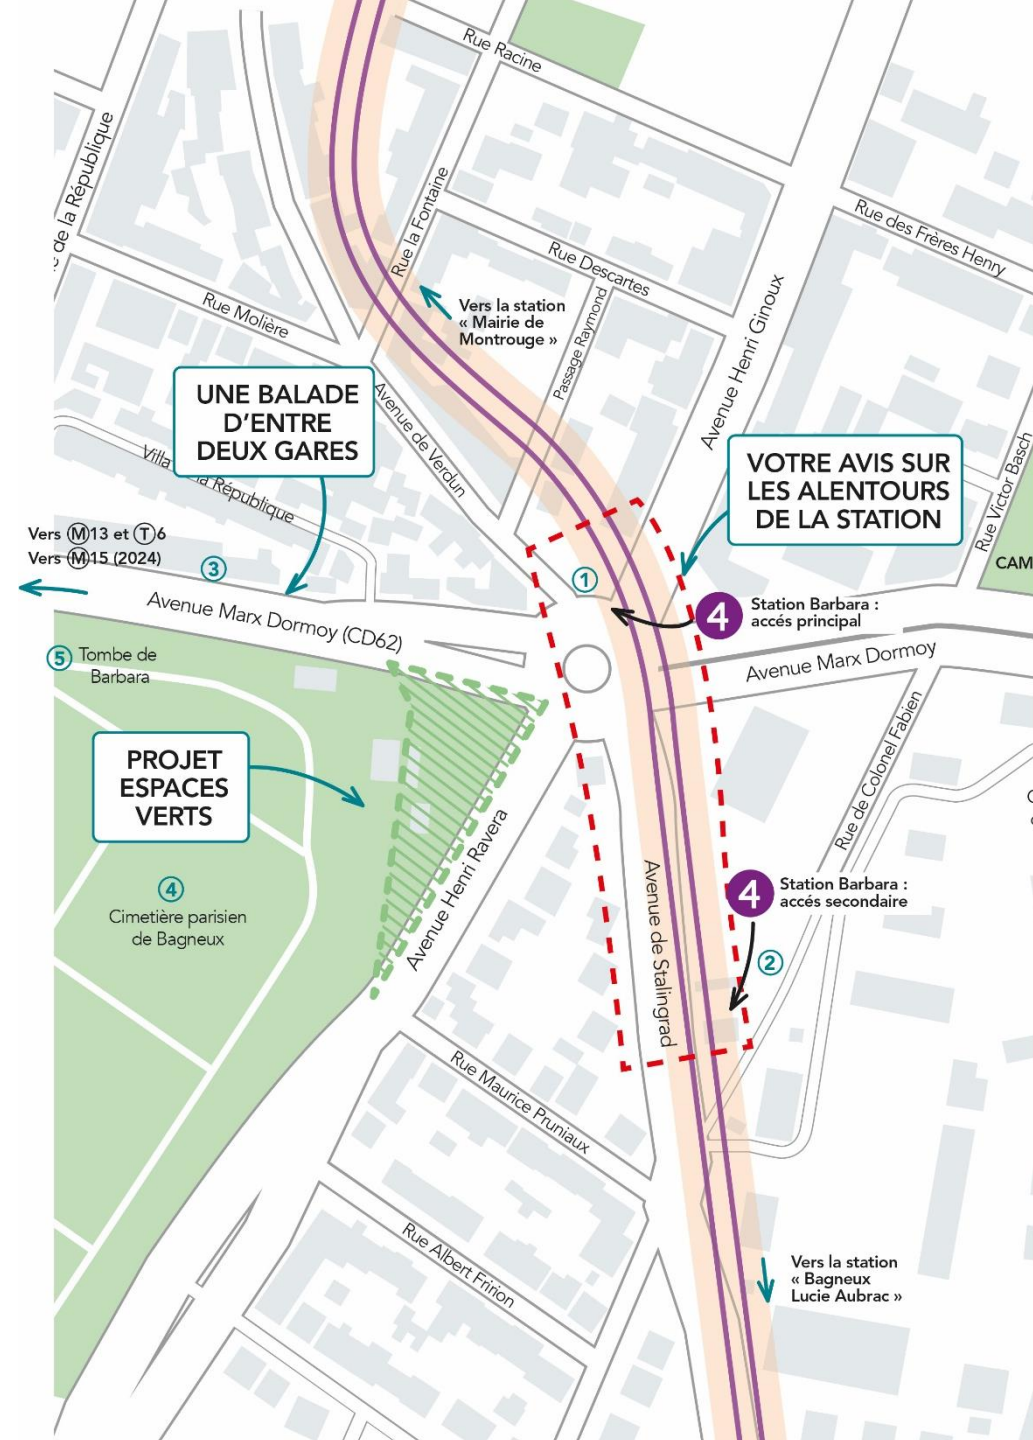 Rue Racine
de la République
Rue la Fontaine
Rue des Frères Henry
Rue Descartes
Rue Molière
Vers la station
« Mairie de
Montrouge »
Passage Raymond
Avenue Henri Ginoux
UNE BALADE
D'ENTRE
DEUX GARES
Avenue de Verdun
VOTRE AVIS SUR
LES ALENTOURS
DE LA STATION
Rue Victor Basch
Villa la République
Vers M13 et T6
Vers M15 (2024)
CAM
3
1
Avenue Marx Dormoy (CD62)
4
Station Barbara :
accés principal
5
Tombe de
Barbara
Avenue Marx Dormoy
PROJET
ESPACES
VERTS
Rue de Colonel Fabien
Avenue Henri Ravera
4
Cimetière parisien
de Bagneux
4
Station Barbara :
accés secondaire
Avenue de Stalingrad
2
Rue Maurice Pruniaux
Rue Albert Fririon
Vers la station
« Bagneux
Lucie Aubrac »